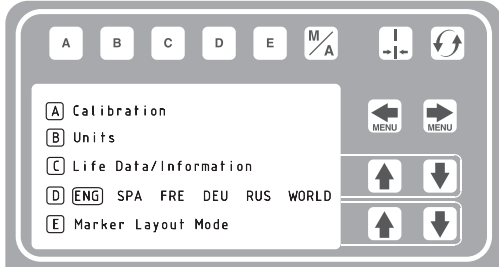 A B C D E M/A
A Calibration
MENU MENU
B Units
C Life Data/Information
D ENG SPA FRE DEU RUS WORLD
E Marker Layout Mode